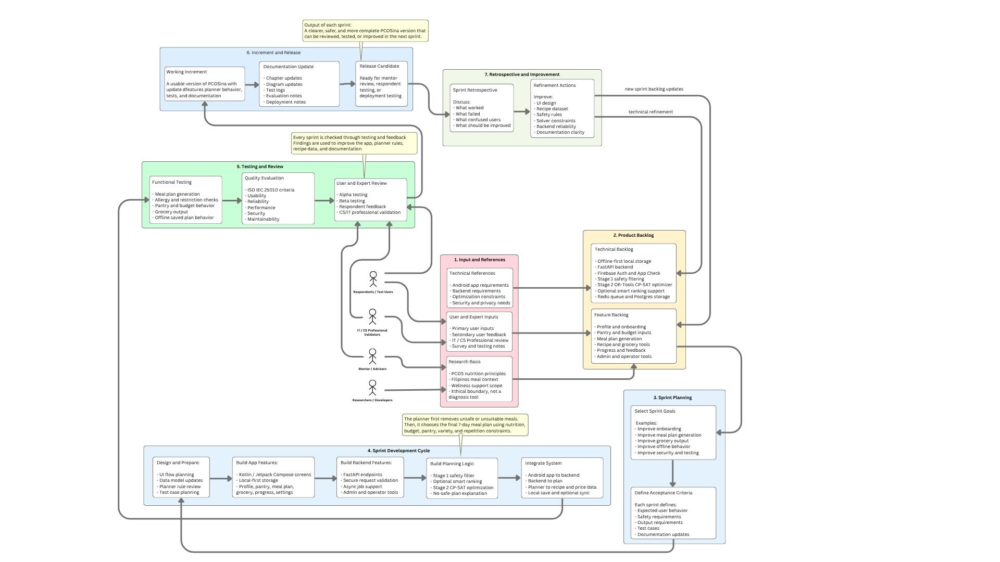 Output of each sprint:
A clearer, safer, and more complete PCOSina version that
can be reviewed, tested, or improved in the next sprint.
6. Increment and Release
Working Increment
A usable version of PCOSina with
update dfeatures planner behavior,
tests, and documentation
Documentation Update
- Chapter updates
- Diagram updates
- Test logs
- Evaluation notes
- Deployment notes
Release Candidate
Ready for mentor
review, respondent
testing, or
deployment testing
7. Retrospective and Improvement
Sprint Retrospective
Discuss:
- What worked
- What failed
- What confused users
- What should be improved
Refinement Actions
Improve:
- UI design
- Recipe dataset
- Safety rules
- Solver constraints
- Backend reliability
- Documentation clarity
new sprint backlog updates
technical refinement
Every sprint is checked through testing and feedback
Findings are used to improve the app, planner rules,
recipe data, and documentation
5. Testing and Review
Functional Testing
- Meal plan generation
- Allergy and restriction checks
- Pantry and budget behavior
- Grocery output
- Offline saved plan behavior
Quality Evaluation
- ISO IEC 25010 criteria
- Usability
- Reliability
- Performance
- Security
- Maintainability
User and Expert Review
- Alpha testing
- Beta testing
- Respondent feedback
- CS/IT professional validation
Respondents / Test Users
IT / CS Professional
Validators
Mentor / Advisers
Researchers / Developers
1. Input and References
Technical References
- Android app requirements
- Backend requirements
- Optimization constraints
- Security and privacy needs
User and Expert Inputs
- Primary user inputs
- Secondary user feedback
- IT / CS Professional review
- Survey and testing notes
Research Basis
- PCOS nutrition principles
- Filipinos meal context
- Wellness support scope
- Ethical boundary, not a
diagnosis tool
2. Product Backlog
Technical Backlog
- Offline-first local storage
- FastAPI backend
- Firebase Auth and App Check
- Stage 1 safety fltering
- Stage 2 OR-Tools CP-SAT optimizer
- Optional smart ranking support
- Redis queue and Postgres storage
Feature Backlog
- Profile and onboarding
- Pantry and budget inputs
- Meal plan generation
- Recipe and grocery tools
- Progress and feedback
- Admin and operator tools
3. Sprint Planning
Select Sprint Goals
Examples:
- Improve onboarding
- Improve meal plan generation
- Improve grocery output
- Improve offline behavior
- Improve security and testing
Define Acceptance Criteria
Each sprint defines:
- Expected user behavior
- Safety requirements
- Output requirements
- Test cases
- Documentation updates
The planner first removes unsafe or unsuitable meals.
Then, it chooses the final 7-day meal plan using nutrition,
budget, pantry, variety, and repetition constraints.
4. Sprint Development Cycle
Design and Prepare:
- UI flow planning
- Data model updates
- Planner rule review
- Test case planning
Build App Features:
- Kotlin / Jetpack Compose screens
- Local-first storage
- Profile, pantry, meal plan,
grocery, progress, settings
Build Backend Features:
- FastAPI endpoints
- Secure request validation
- Async job support
- Admin and operator tools
Build Planning Logic:
- Stage 1 safety filter
- Optional smart ranking
- Stage 2 CP-SAT optimization
- No-safe-plan explanation
Integrate System
- Android app to backend
- Backend to plan
- Planner to recipe and price data
- Local save and optional sync